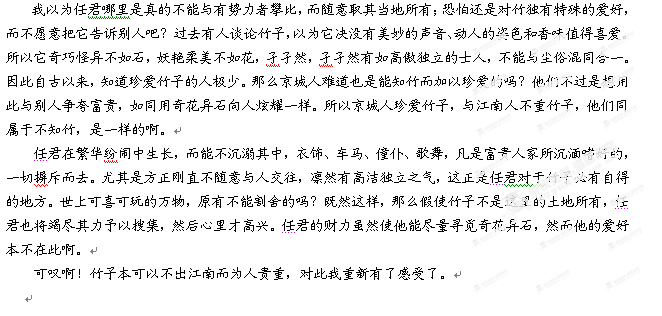 我以为任君哪里是真的不能与有势力者攀比，而随意取其当地所有；恐怕还是对竹独有特殊的爱好，
而不愿意把它告诉别人吧？过去有人谈论竹子，以为它决没有美妙的声音、动人的姿色和香味值得喜爱。
所以它奇巧怪异不如石，妖艳柔美不如花，孑孑然，孑孑然有如高傲独立的士人，不能与尘俗混同合一。
因此自古以来，知道珍爱竹子的人极少。那么京城人难道也是能知竹而加以珍爱的吗？他们不过是想用
此与别人争夸富贵，如同用奇花异石向人炫耀一样。所以京城人珍爱竹子，与江南人不重竹子，他们同
属于不知竹，是一样的啊。
任君在繁华纷闹中生长，而能不沉溺其中，衣饰、车马、僮仆、歌舞，凡是富贵人家所沉湎嗜好的，
一切摒斥而去。尤其是方正刚直不随意与人交往，凛然有高洁独立之气，这正是任君对于竹子必有自得
的地方。世上可喜可玩的万物，原有不能割舍的吗？既然这样，那么假使竹子不是这里的土地所有，任
君也将竭尽其力予以搜集，然后心里才高兴。任君的财力虽然使他能尽量寻觅奇花异石，然而他的爱好
本不在此啊。
可叹啊！竹子本可以不出江南而为人贵重，对此我重新有了感受了。